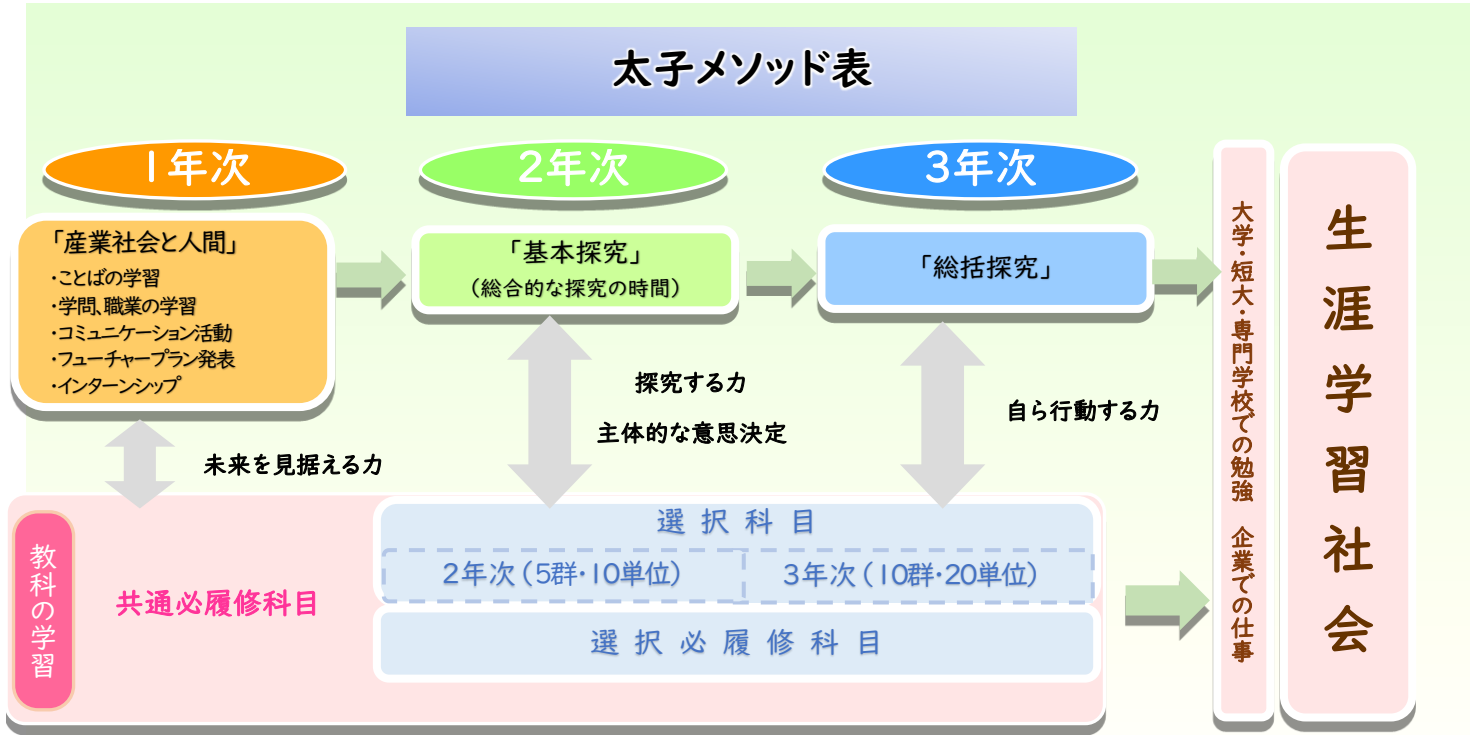 太子メソッド表
1年次
2年次
3年次
「産業社会と人間」
・ことばの学習
・学問、職業の学習
・コミュニケーション活動
・フューチャープラン発表
・インターンシップ
「基本探究」
（総合的な探究の時間）
「総括探究」
未来を見据える力
探究する力
主体的な意思決定
自ら行動する力
教科の学習
共通必履修科目
選択科目
2年次（5群・10単位）
3年次（10群・20単位）
選択必履修科目
大学・短大・専門学校での勉強　企業での仕事
生涯学習社会